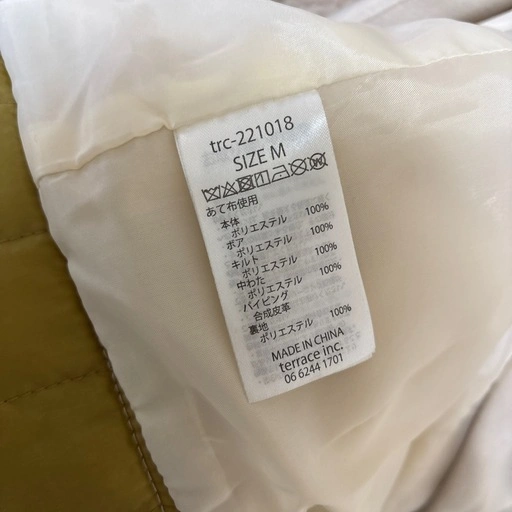 trc-221018
SIZE M
あて布使用
本体
ポリエステル 100%
ボア
ポリエステル 100%
キルト
ポリエステル 100%
中わた
ポリエステル 100%
パイピング
合成皮革
裏地
ポリエステル 100%
MADE IN CHINA
terrace inc.
06 6244 1701